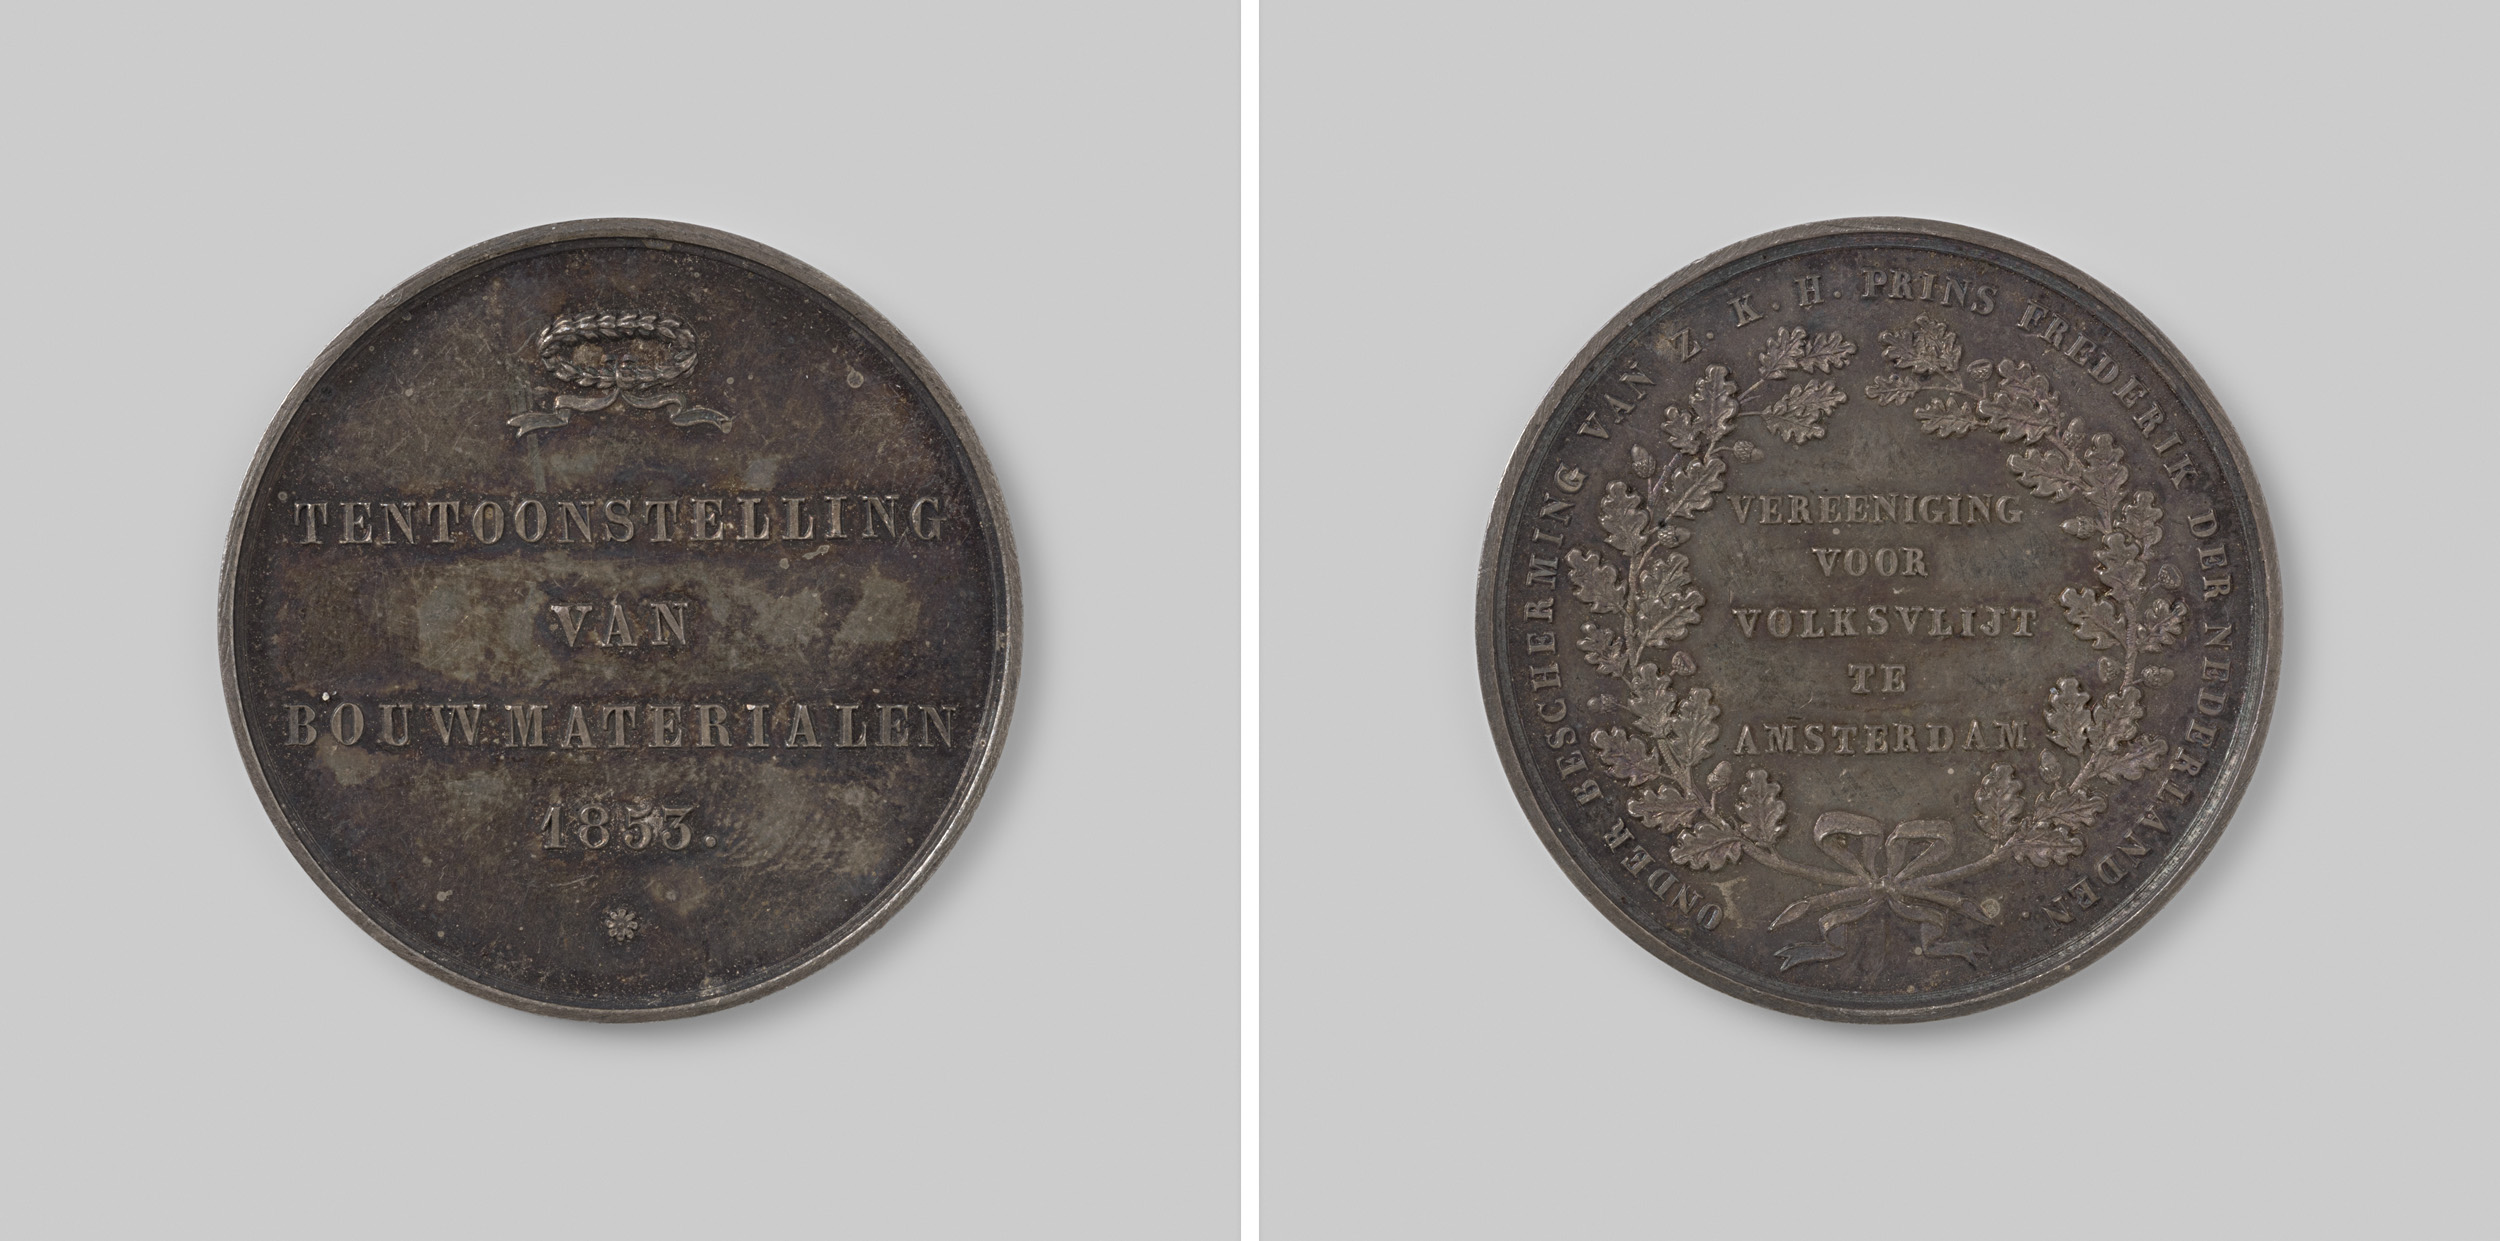 TENTOONSTELLING
VAN
BOUWMATERIALEN
1853.
ONDER BESCHERMING VAN Z. K. H. PRINS FREDERIK DER NEDERLANDEN.
VEREENIGING
VOOR
VOLKSVLIJT
TE
AMSTERDAM